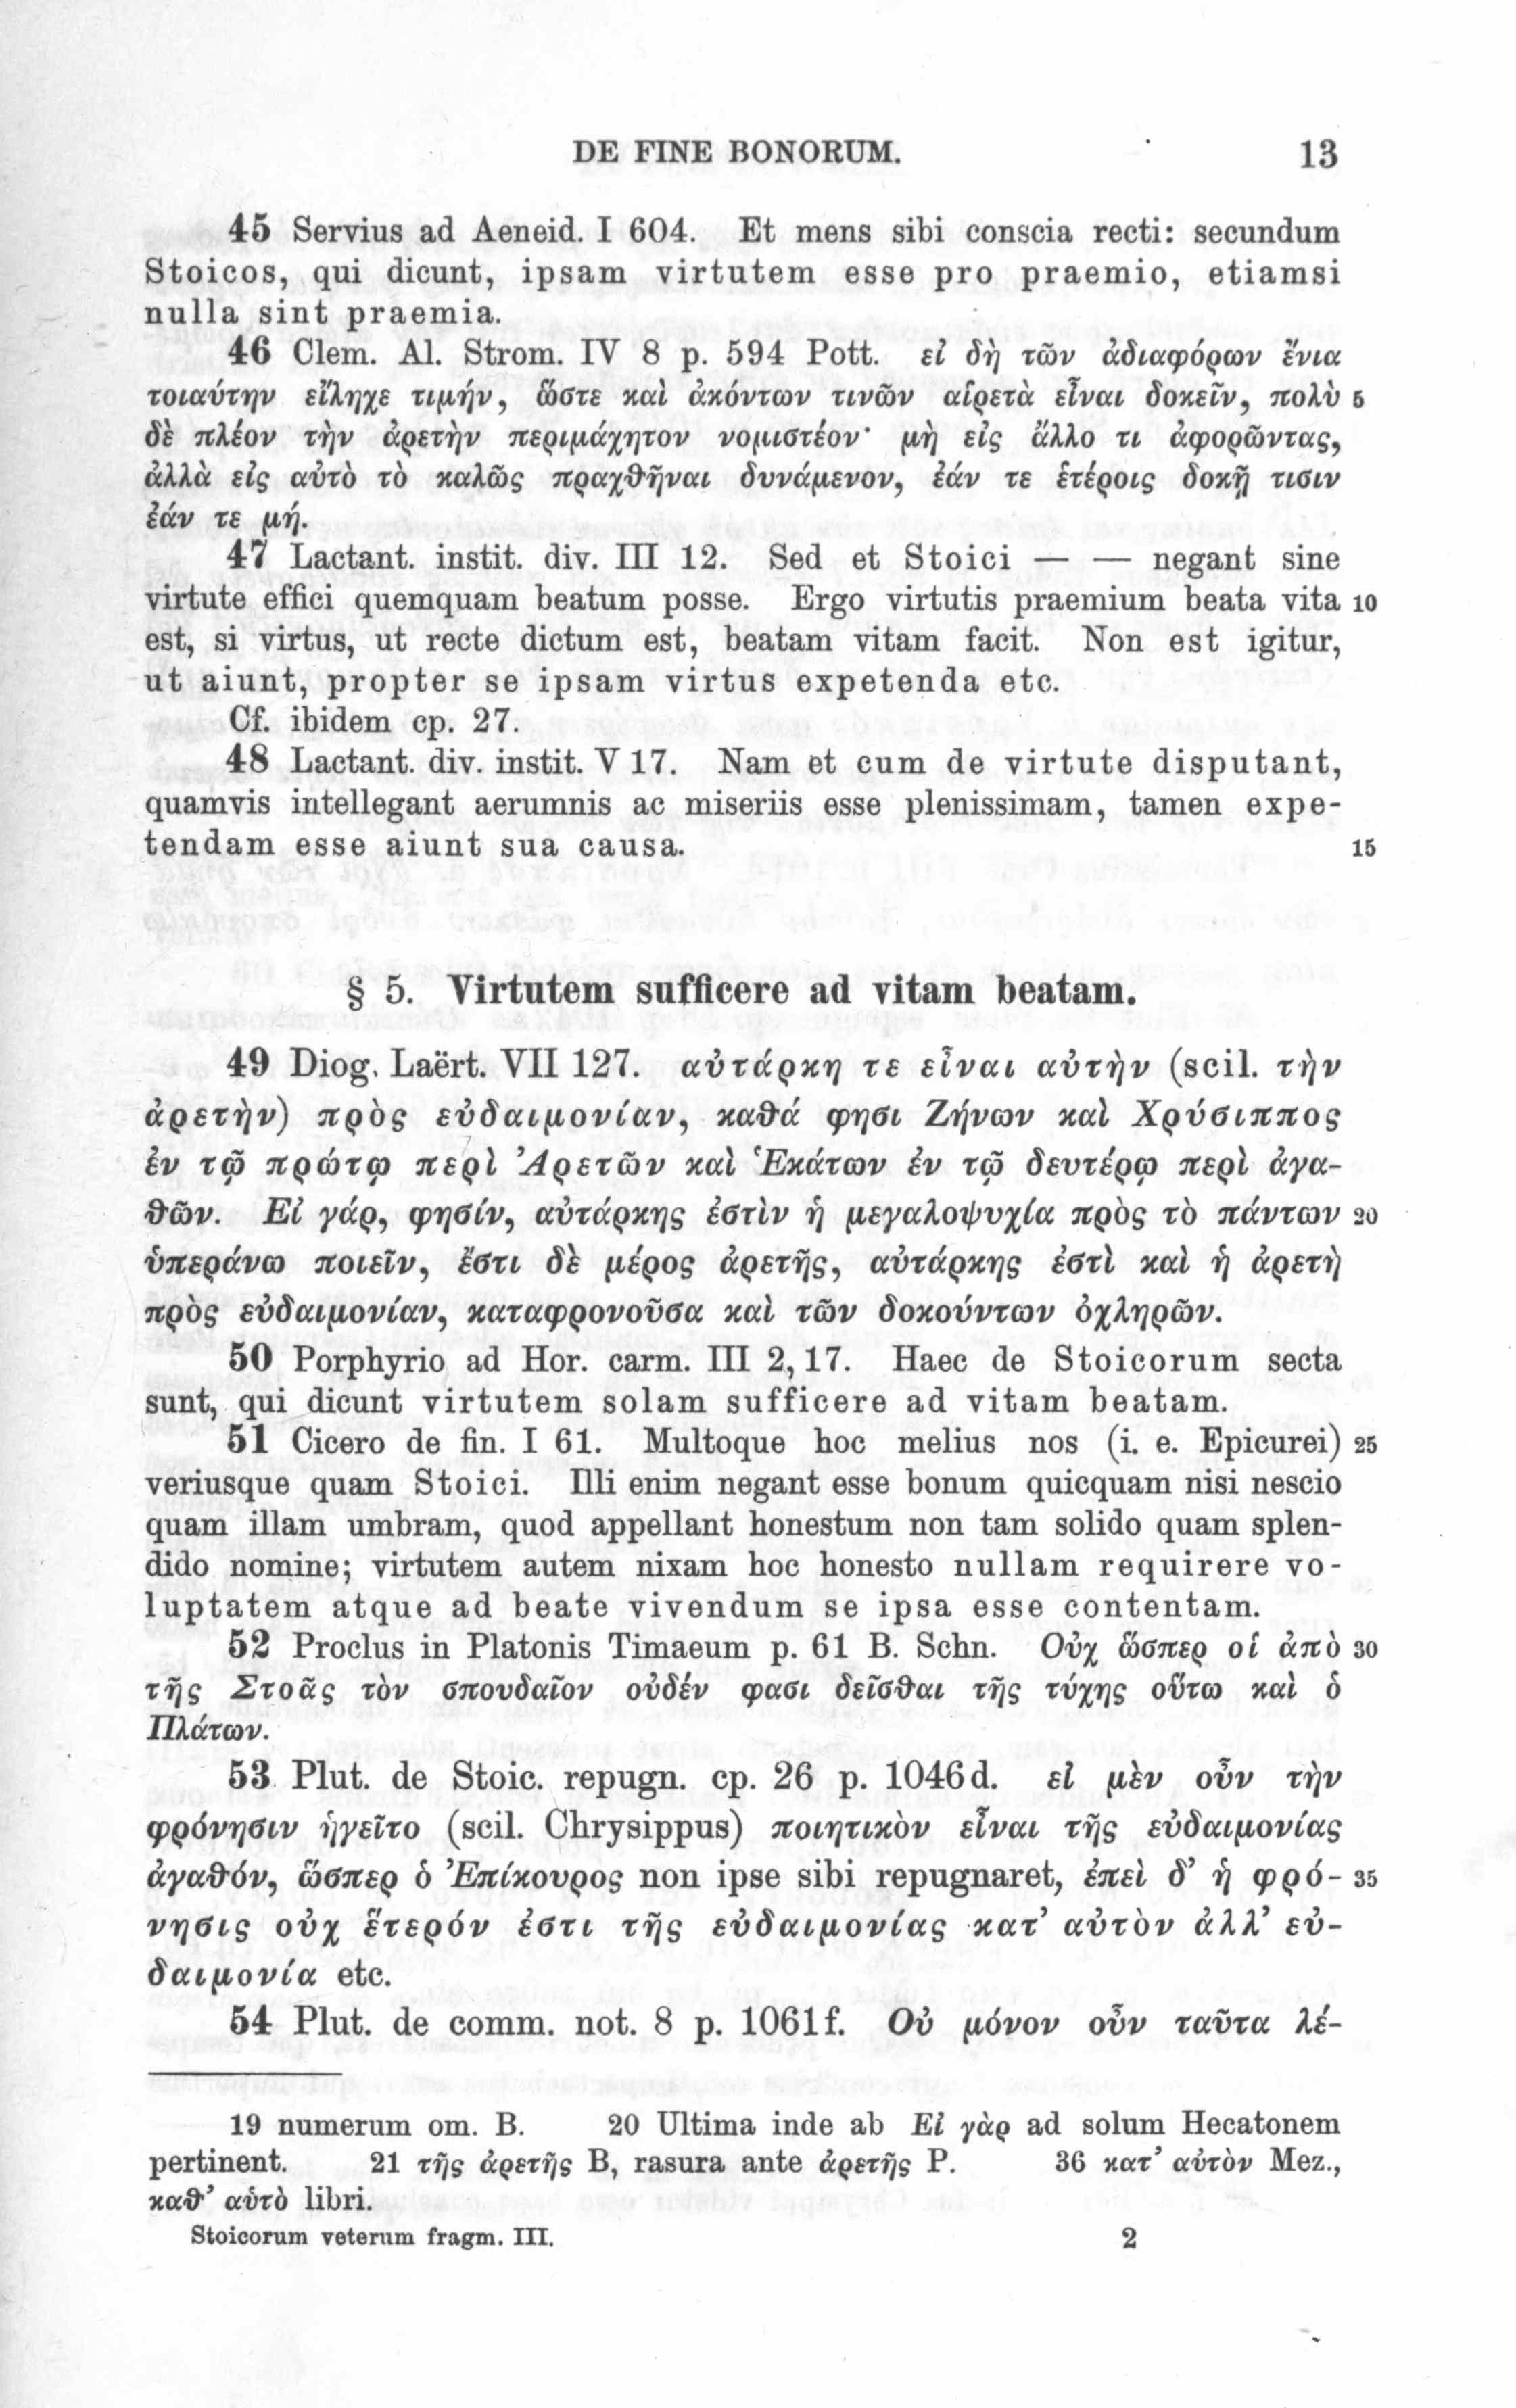 DE FINE BONORUM. 13
45 Servius ad Aeneid. I 604. Et mens sibi conscia recti: secundum
Stoicos, qui dicunt, ipsam virtutem esse pro praemio, etiamsi
nulla sint praemia.
46 Clem. Al. Strom. IV 8 p. 594 Pott. εἰ δὴ τῶν ἀδιαφόρων ἔνια
τοιαύτην εἴληχε τιμήν, ὥστε καὶ ἀκόντων τινῶν αἱρετὰ εἶναι δοκεῖν, πολὺ 5
δὲ πλέον τὴν ἀρετὴν περιμάχητον νομιστέον· μὴ εἰς ἄλλο τι ἀφορῶντας,
ἀλλὰ εἰς αὐτὸ τὸ καλῶς πραχθῆναι δυνάμενον, ἐάν τε ἑτέροις δοκῇ τισιν
ἐάν τε μή.
47 Lactant. instit. div. III 12. Sed et Stoici — — negant sine
virtute effici quemquam beatum posse. Ergo virtutis praemium beata vita 10
est, si virtus, ut recte dictum est, beatam vitam facit. Non est igitur,
ut aiunt, propter se ipsam virtus expetenda etc.
Cf. ibidem cp. 27.
48 Lactant. div. instit. V 17. Nam et cum de virtute disputant,
quamvis intellegant aerumnis ac miseriis esse plenissimam, tamen expe-
tendam esse aiunt sua causa. 15
§ 5. Virtutem sufficere ad vitam beatam.
49 Diog. Laërt. VII 127. αὐτάρκη τε εἶναι αὐτὴν (scil. τὴν
ἀρετὴν) πρὸς εὐδαιμονίαν, καθά φησι Ζήνων καὶ Χρύσιππος
ἐν τῷ πρώτῳ περὶ Ἀρετῶν καὶ Ἑκάτων ἐν τῷ δευτέρῳ περὶ ἀγα-
θῶν. Εἰ γάρ, φησίν, αὐτάρκης ἐστὶν ἡ μεγαλοψυχία πρὸς τὸ πάντων 20
ὑπεράνω ποιεῖν, ἔστι δὲ μέρος ἀρετῆς, αὐτάρκης ἐστὶ καὶ ἡ ἀρετὴ
πρὸς εὐδαιμονίαν, καταφρονοῦσα καὶ τῶν δοκούντων ὀχληρῶν.
50 Porphyrio ad Hor. carm. III 2, 17. Haec de Stoicorum secta
sunt, qui dicunt virtutem solam sufficere ad vitam beatam.
51 Cicero de fin. I 61. Multoque hoc melius nos (i. e. Epicurei) 25
veriusque quam Stoici. Illi enim negant esse bonum quicquam nisi nescio
quam illam umbram, quod appellant honestum non tam solido quam splen-
dido nomine; virtutem autem nixam hoc honesto nullam requirere vo-
luptatem atque ad beate vivendum se ipsa esse contentam.
52 Proclus in Platonis Timaeum p. 61 B. Schn. Οὐχ ὥσπερ οἱ ἀπὸ 30
τῆς Στοᾶς τὸν σπουδαῖον οὐδέν φασι δεῖσθαι τῆς τύχης οὕτω καὶ ὁ
Πλάτων.
53 Plut. de Stoic. repugn. cp. 26 p. 1046 d. εἰ μὲν οὖν τὴν
φρόνησιν ἡγεῖτο (scil. Chrysippus) ποιητικὸν εἶναι τῆς εὐδαιμονίας
ἀγαθόν, ὥσπερ ὁ Ἐπίκουρος non ipse sibi repugnaret, ἐπεὶ δ’ ἡ φρό- 35
νησις οὐχ ἕτερόν ἐστι τῆς εὐδαιμονίας κατ’ αὐτὸν ἀλλ’ εὐ-
δαιμονία etc.
54 Plut. de comm. not. 8 p. 1061 f. Οὐ μόνον οὖν ταῦτα λέ-
19 numerum om. B. 20 Ultima inde ab Εἰ γὰρ ad solum Hecatonem
pertinent. 21 τῆς ἀρετῆς B, rasura ante ἀρετῆς P. 36 κατ’ αὐτὸν Mez.,
καθ’ αὑτὸ libri.
Stoicorum veterum fragm. III. 2